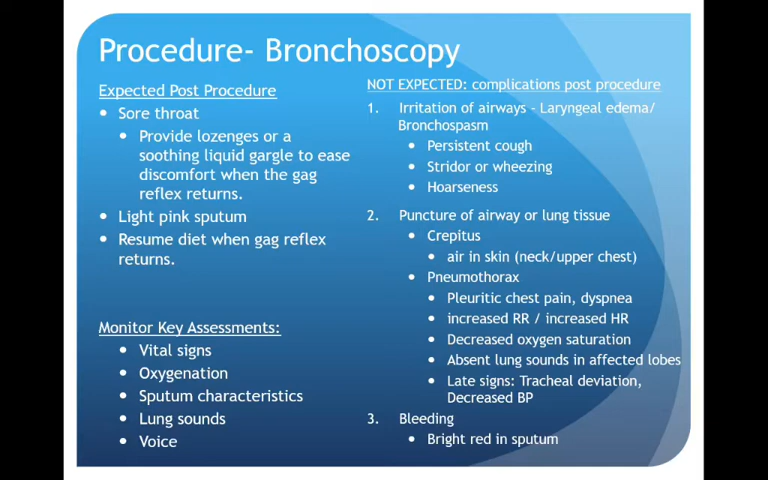 Procedure- Bronchoscopy
Expected Post Procedure
• Sore throat
• Provide lozenges or a
soothing liquid gargle to ease
discomfort when the gag
reflex returns.
• Light pink sputum
• Resume diet when gag reflex
returns.
Monitor Key Assessments:
• Vital signs
• Oxygenation
• Sputum characteristics
• Lung sounds
• Voice
NOT EXPECTED: complications post procedure
1. Irritation of airways – Laryngeal edema/
Bronchospasm
• Persistent cough
• Stridor or wheezing
• Hoarseness
2. Puncture of airway or lung tissue
• Crepitus
• air in skin (neck/upper chest)
• Pneumothorax
• Pleuritic chest pain, dyspnea
• increased RR / increased HR
• Decreased oxygen saturation
• Absent lung sounds in affected lobes
• Late signs: Tracheal deviation,
Decreased BP
3. Bleeding
• Bright red in sputum